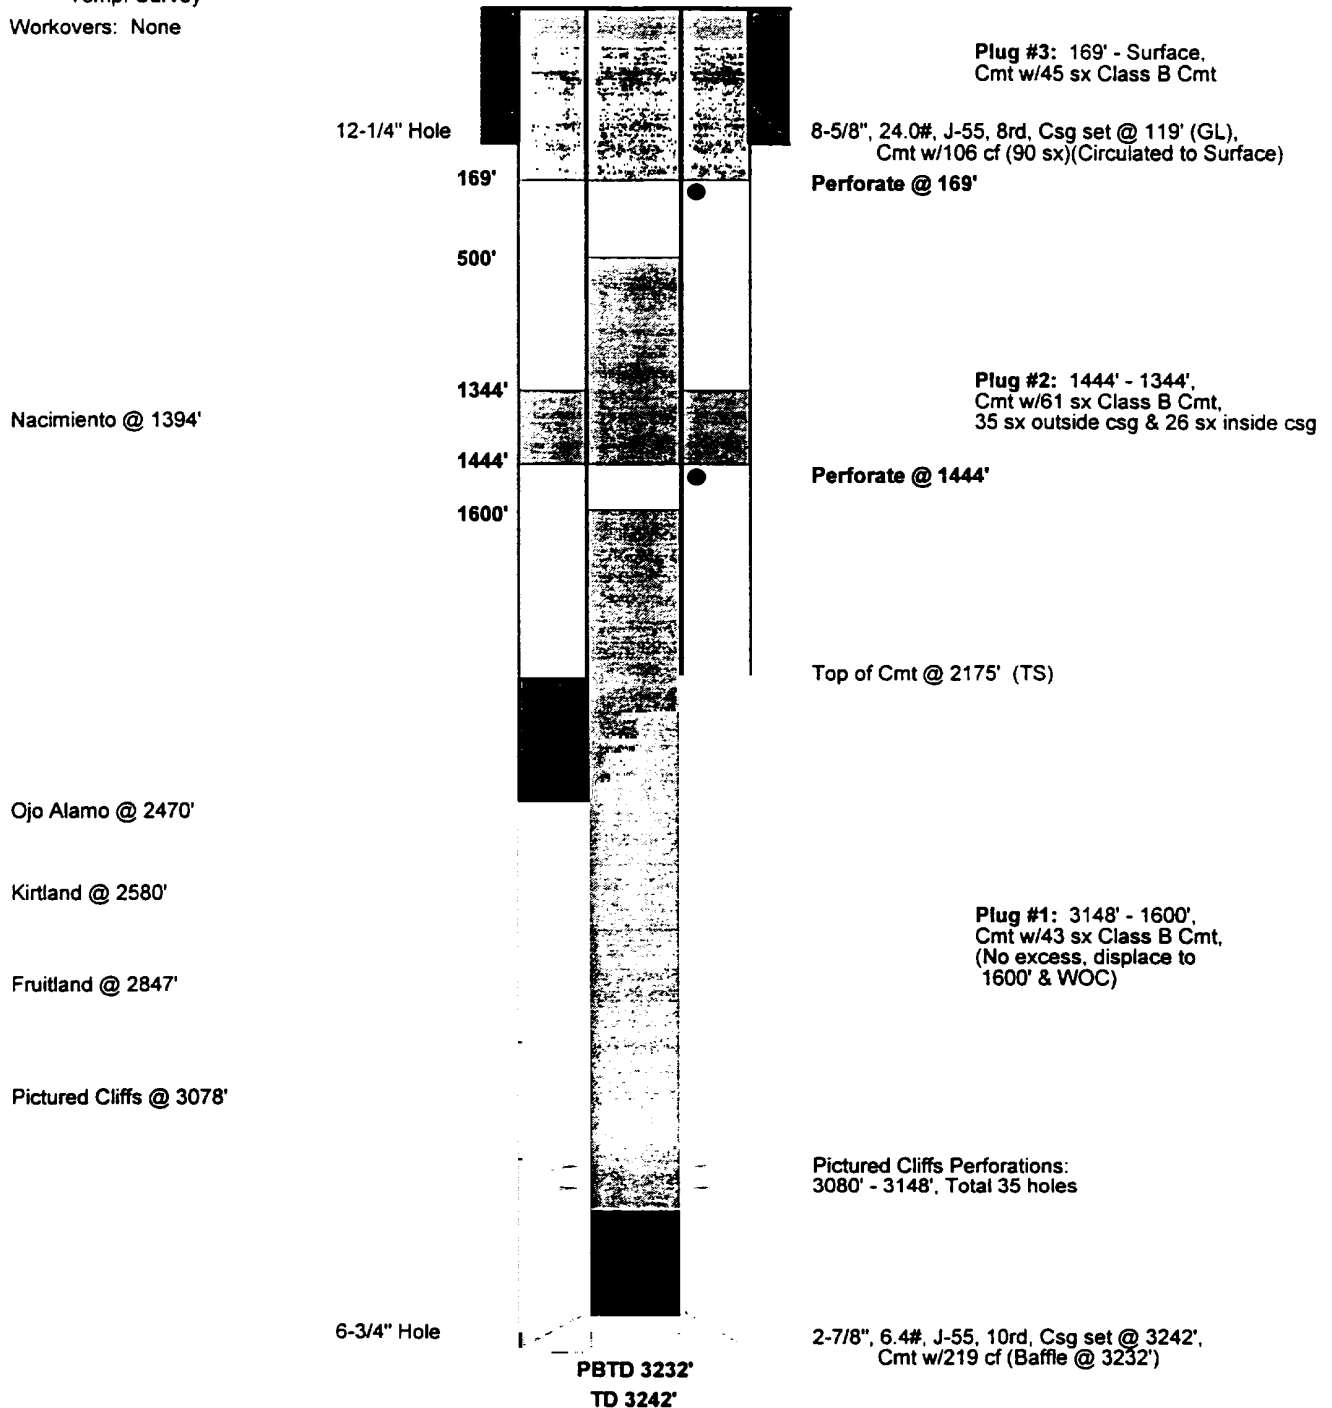 Workovers: None
Plug #3: 169' - Surface,
Cmt w/45 sx Class B Cmt
12-1/4" Hole
8-5/8", 24.0#, J-55, 8rd, Csg set @ 119' (GL),
Cmt w/106 cf (90 sx)(Circulated to Surface)
169'
Perforate @ 169'
500'
1344'
Plug #2: 1444' - 1344',
Cmt w/61 sx Class B Cmt,
35 sx outside csg & 26 sx inside csg
Nacimiento @ 1394'
1444'
Perforate @ 1444'
1600'
Top of Cmt @ 2175' (TS)
Ojo Alamo @ 2470'
Kirtland @ 2580'
Plug #1: 3148' - 1600',
Cmt w/43 sx Class B Cmt,
(No excess, displace to
1600' & WOC)
Fruitland @ 2847'
Pictured Cliffs @ 3078'
Pictured Cliffs Perforations:
3080' - 3148', Total 35 holes
6-3/4" Hole
2-7/8", 6.4#, J-55, 10rd, Csg set @ 3242',
Cmt w/219 cf (Baffle @ 3232')
PBTD 3232'
TD 3242'